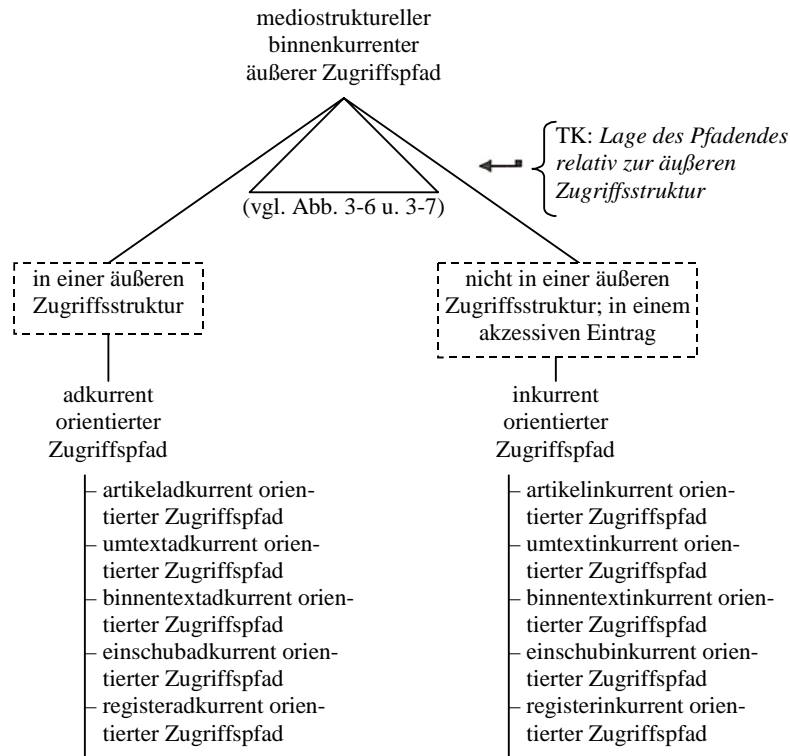 mediostruktureller
binnenkurrenter
äußerer Zugriffspfad
TK: Lage des Pfadendes
relativ zur äußeren
Zugriffsstruktur
(vgl. Abb. 3-6 u. 3-7)
in einer äußeren
Zugriffsstruktur
nicht in einer äußeren
Zugriffsstruktur; in einem
akzessiven Eintrag
adkurrent
orientierter
Zugriffspfad
inkurrent
orientierter
Zugriffspfad
– artikeladkurrent orien-
tierter Zugriffspfad
– umtextadkurrent orien-
tierter Zugriffspfad
– binnentextadkurrent orien-
tierter Zugriffspfad
– einschubadkurrent orien-
tierter Zugriffspfad
– registeradkurrent orien-
tierter Zugriffspfad
– artikelinkurrent orien-
tierter Zugriffspfad
– umtextinkurrent orien-
tierter Zugriffspfad
– binnentextinkurrent orien-
tierter Zugriffspfad
– einschubinkurrent orien-
tierter Zugriffspfad
– registerinkurrent orien-
tierter Zugriffspfad